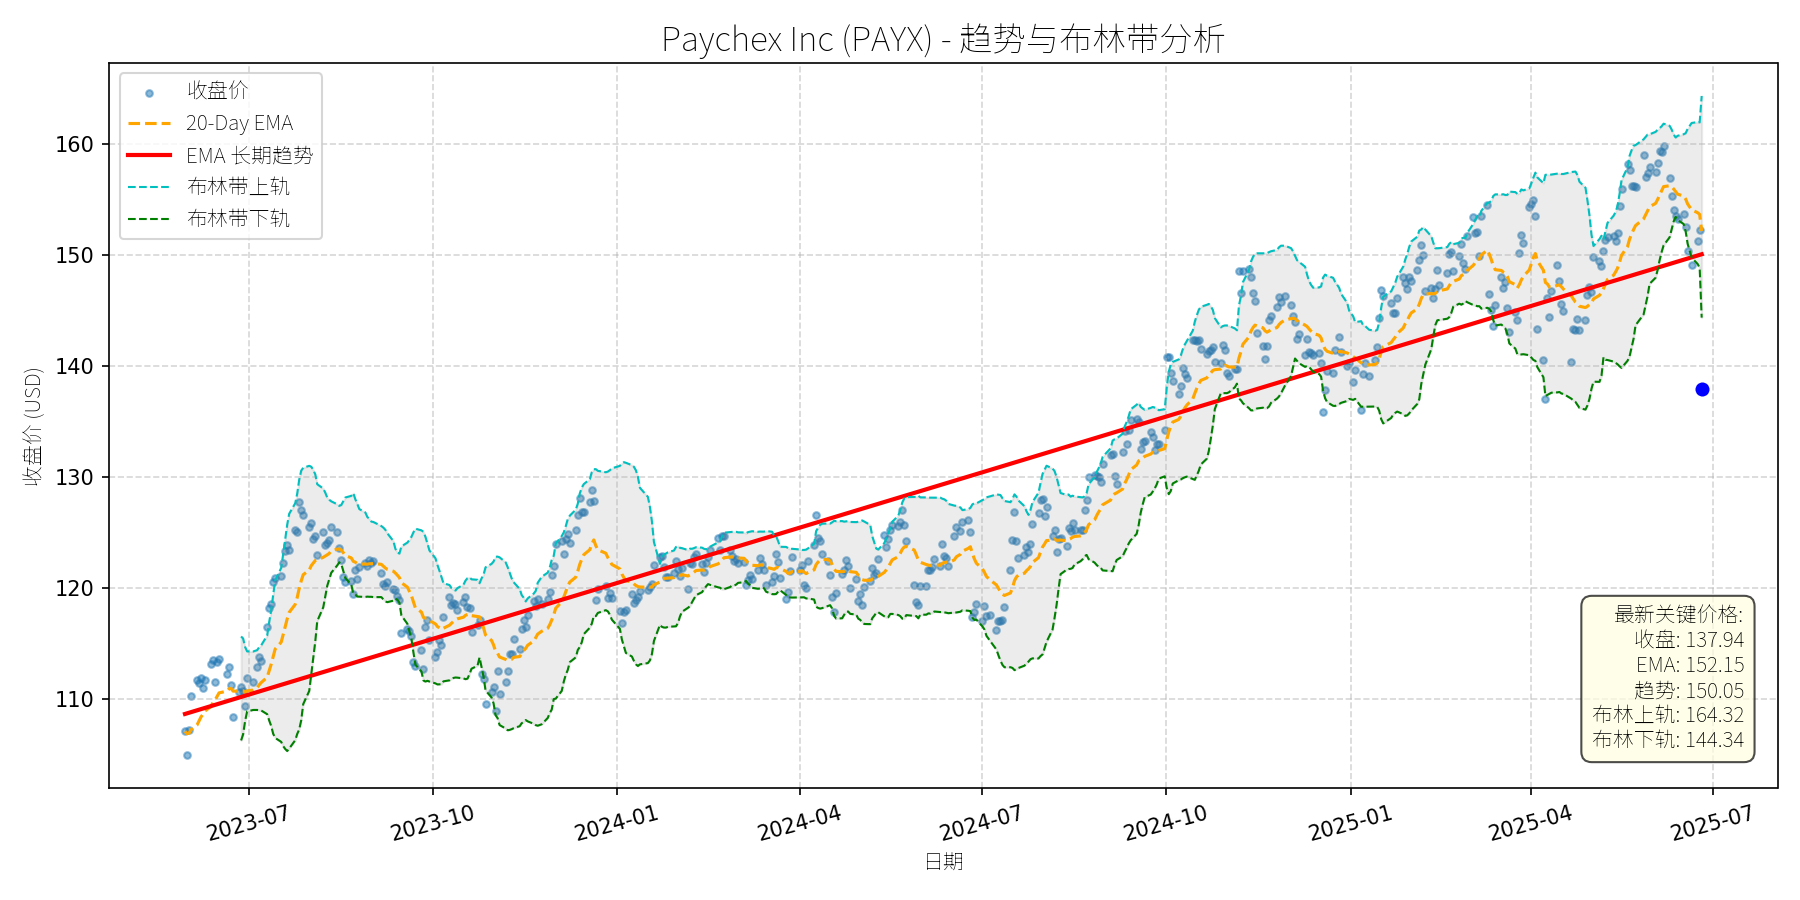 Paychex Inc (PAYX) - 趋势与布林带分析
收盘价
20-Day EMA
EMA 长期趋势
布林带上轨
布林带下轨
收盘价 (USD)
160
150
140
130
120
110
最新关键价格:
收盘: 137.94
EMA: 152.15
趋势: 150.05
布林上轨: 164.32
布林下轨: 144.34
2023-07
2023-10
2024-01
2024-04
2024-07
2024-10
2025-01
2025-04
2025-07
日期